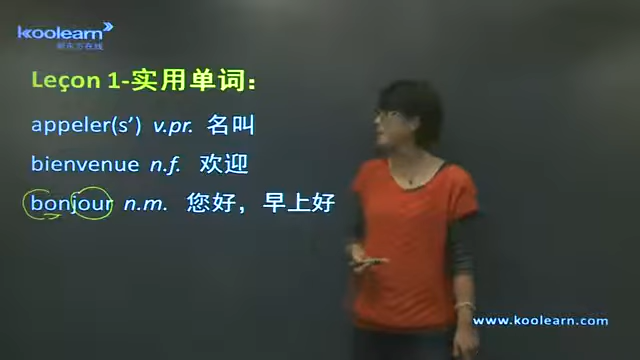 Koolearn
新东方在线
Leçon 1-实用单词：
appeler(s’) v.pr. 名叫
bienvenue n.f. 欢迎
bonjour n.m. 您好，早上好
www.koolearn.com